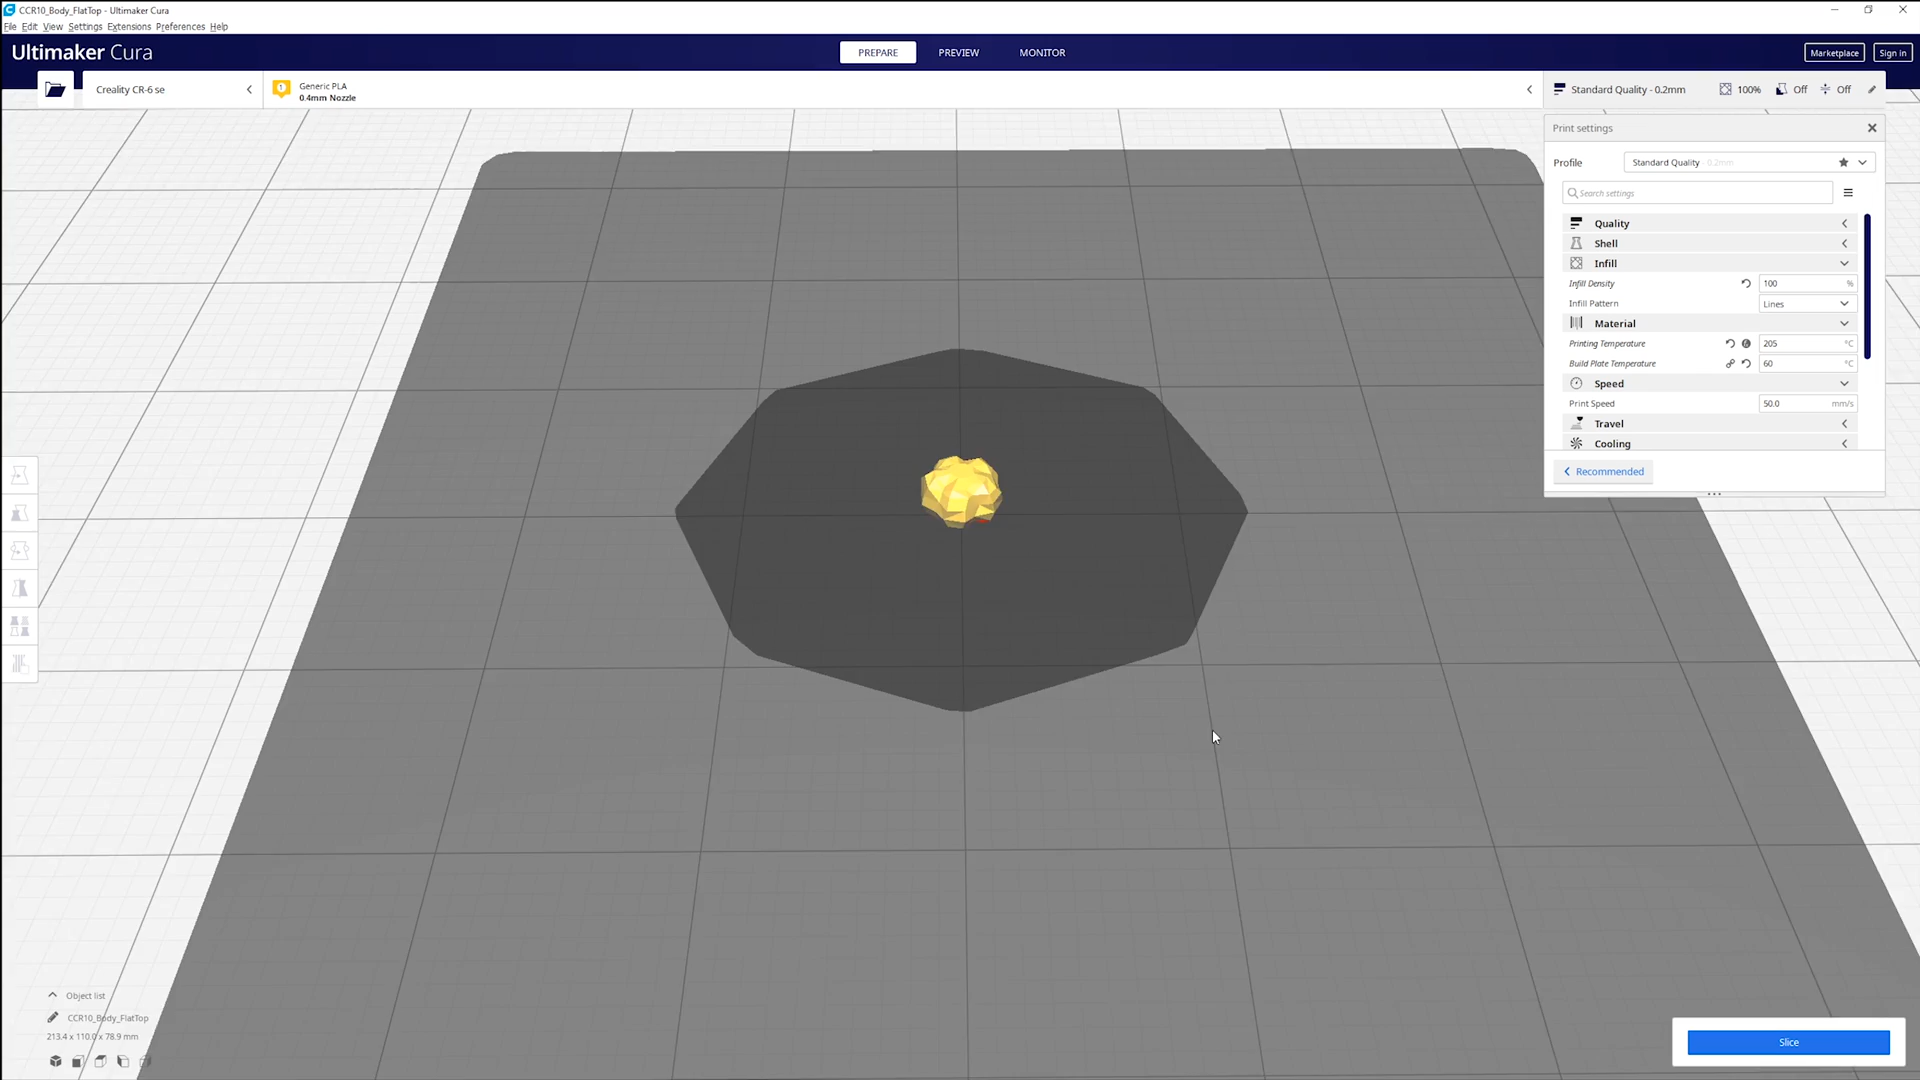 CCR10_Body_FlatTop - Ultimaker Cura
File Edit View Settings Extensions Preferences Help
Ultimaker Cura
PREPARE
PREVIEW
MONITOR
Marketplace
Sign in
Creality CR-6 se
1
Generic PLA
0.4mm Nozzle
Standard Quality - 0.2mm
100%
Off
Off
Print settings
Profile
Standard Quality - 0.2mm
Search settings
Quality
Shell
Infill
Infill Density
100
%
Infill Pattern
Lines
Material
Printing Temperature
205
°C
Build Plate Temperature
60
°C
Speed
Print Speed
50.0
mm/s
Travel
Cooling
Recommended
Object list
CCR10_Body_FlatTop
213.4 x 110.0 x 78.9 mm
Slice